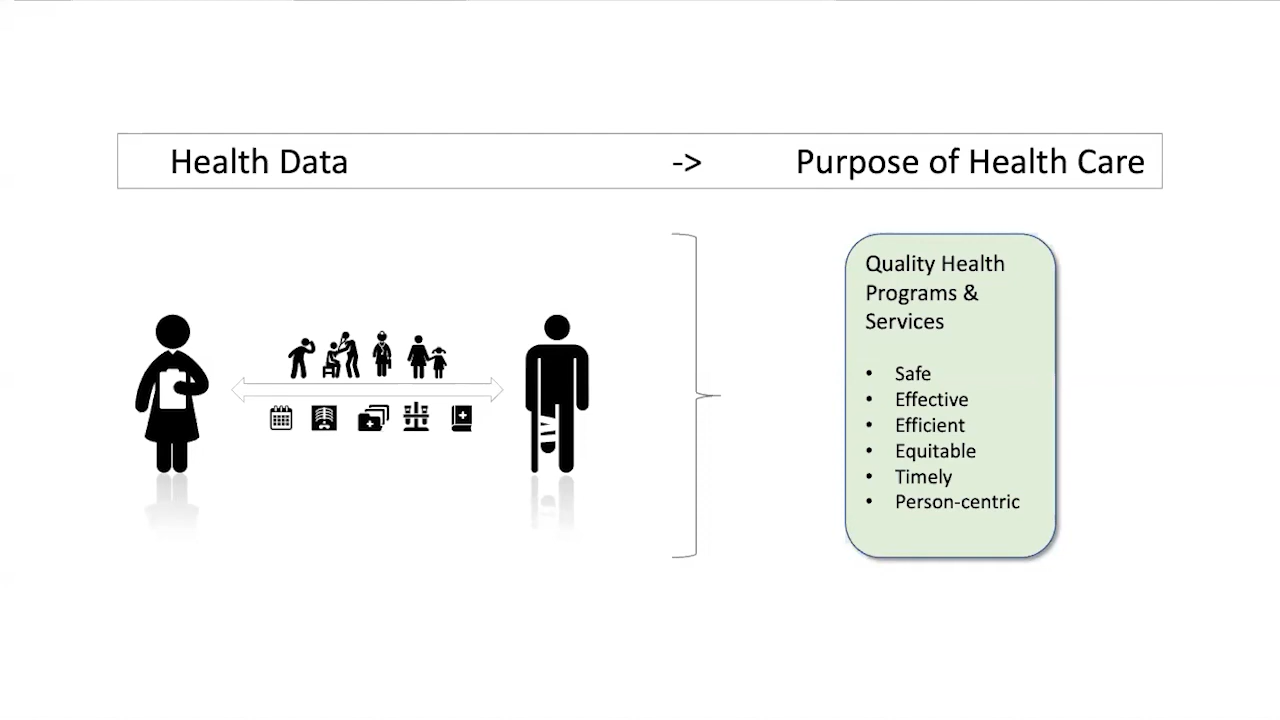 Health Data -> Purpose of Health Care
Quality Health
Programs &
Services
• Safe
• Effective
• Efficient
• Equitable
• Timely
• Person-centric